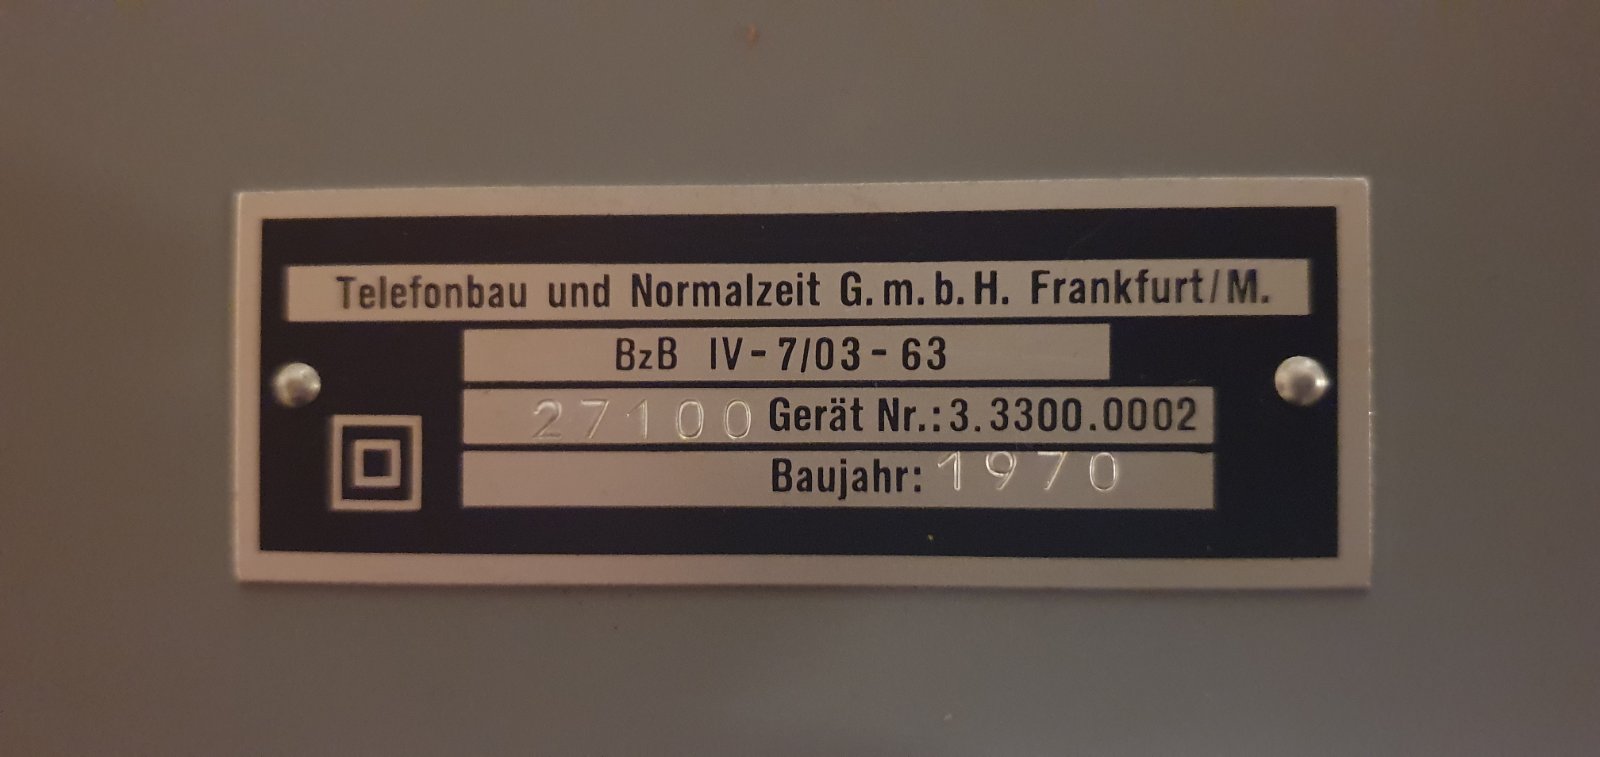 Telefonbau und Normalzeit G.m.b.H. Frankfurt/M.
BzB IV-7/03-63
27100 Gerät Nr.:3.3300.0002
Baujahr: 1970